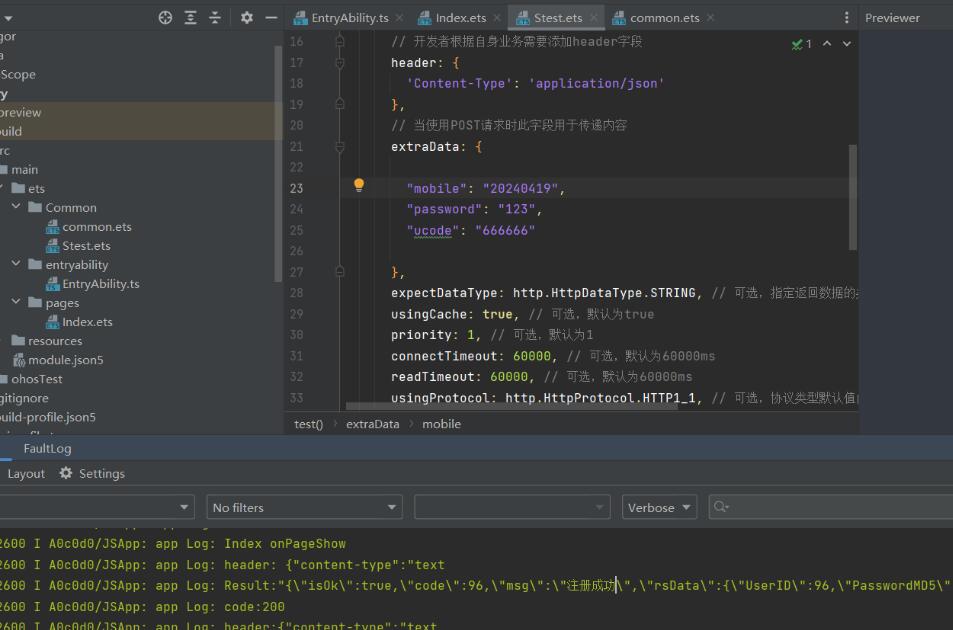 EntryAbility.ts
Index.ets
Stest.ets
common.ets
Previewer
gor
a
Scope
ry
preview
uild
rc
main
ets
Common
common.ets
Stest.ets
entryability
EntryAbility.ts
pages
Index.ets
resources
module.json5
ohosTest
gitignore
uild-profile.json5
1
16 // 开发者根据自身业务需要添加header字段
17 header: {
18 'Content-Type': 'application/json'
19 },
20 // 当使用POST请求时此字段用于传递内容
21 extraData: {
22
23 "mobile": "20240419",
24 "password": "123",
25 "ucode": "666666"
26
27 },
28 expectDataType: http.HttpDataType.STRING, // 可选，指定返回数据的
29 usingCache: true, // 可选，默认为true
30 priority: 1, // 可选，默认为1
31 connectTimeout: 60000, // 可选，默认为60000ms
32 readTimeout: 60000, // 可选，默认为60000ms
33 usingProtocol: http.HttpProtocol.HTTP1_1, // 可选，协议类型默认值
test() › extraData › mobile
FaultLog
Layout Settings
No filters
Verbose
2600 I A0c0d0/JSApp: app Log: Index onPageShow
2600 I A0c0d0/JSApp: app Log: header: {"content-type":"text
2600 I A0c0d0/JSApp: app Log: Result:"{\"isOk\":true,\"code\":96,\"msg\":\"注册成功\",\"rsData\":{\"UserID\":96,\"PasswordMD5\"
2600 I A0c0d0/JSApp: app Log: code:200
2600 I A0c0d0/JSApp: app Log: header:{"content-type":"text